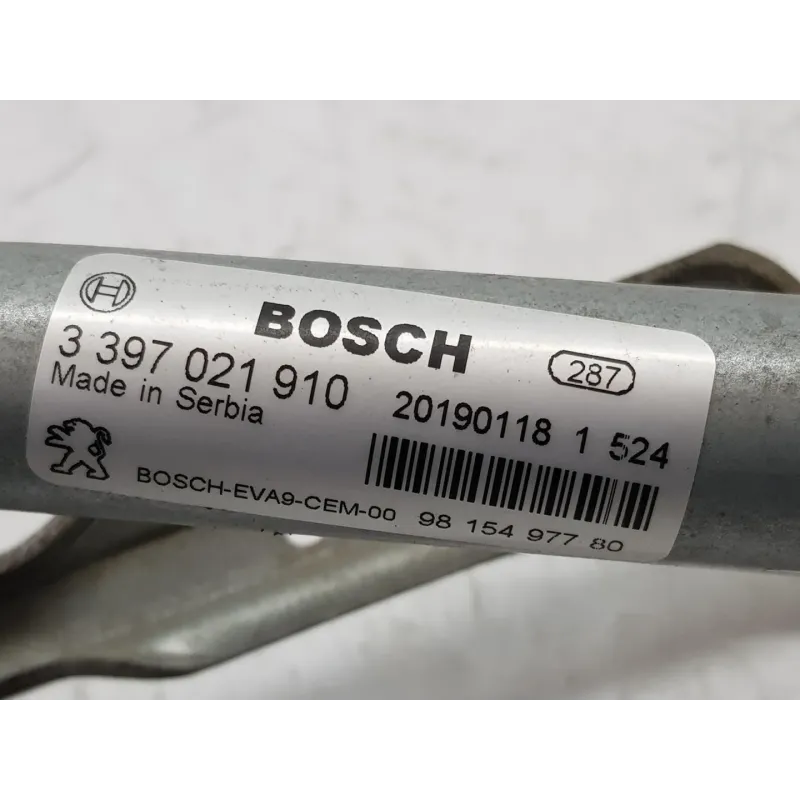 BOSCH
3 397 021 910
287
Made in Serbia
20190118 1 524
BOSCH-EVA9-CEM-00 98 154 977 80